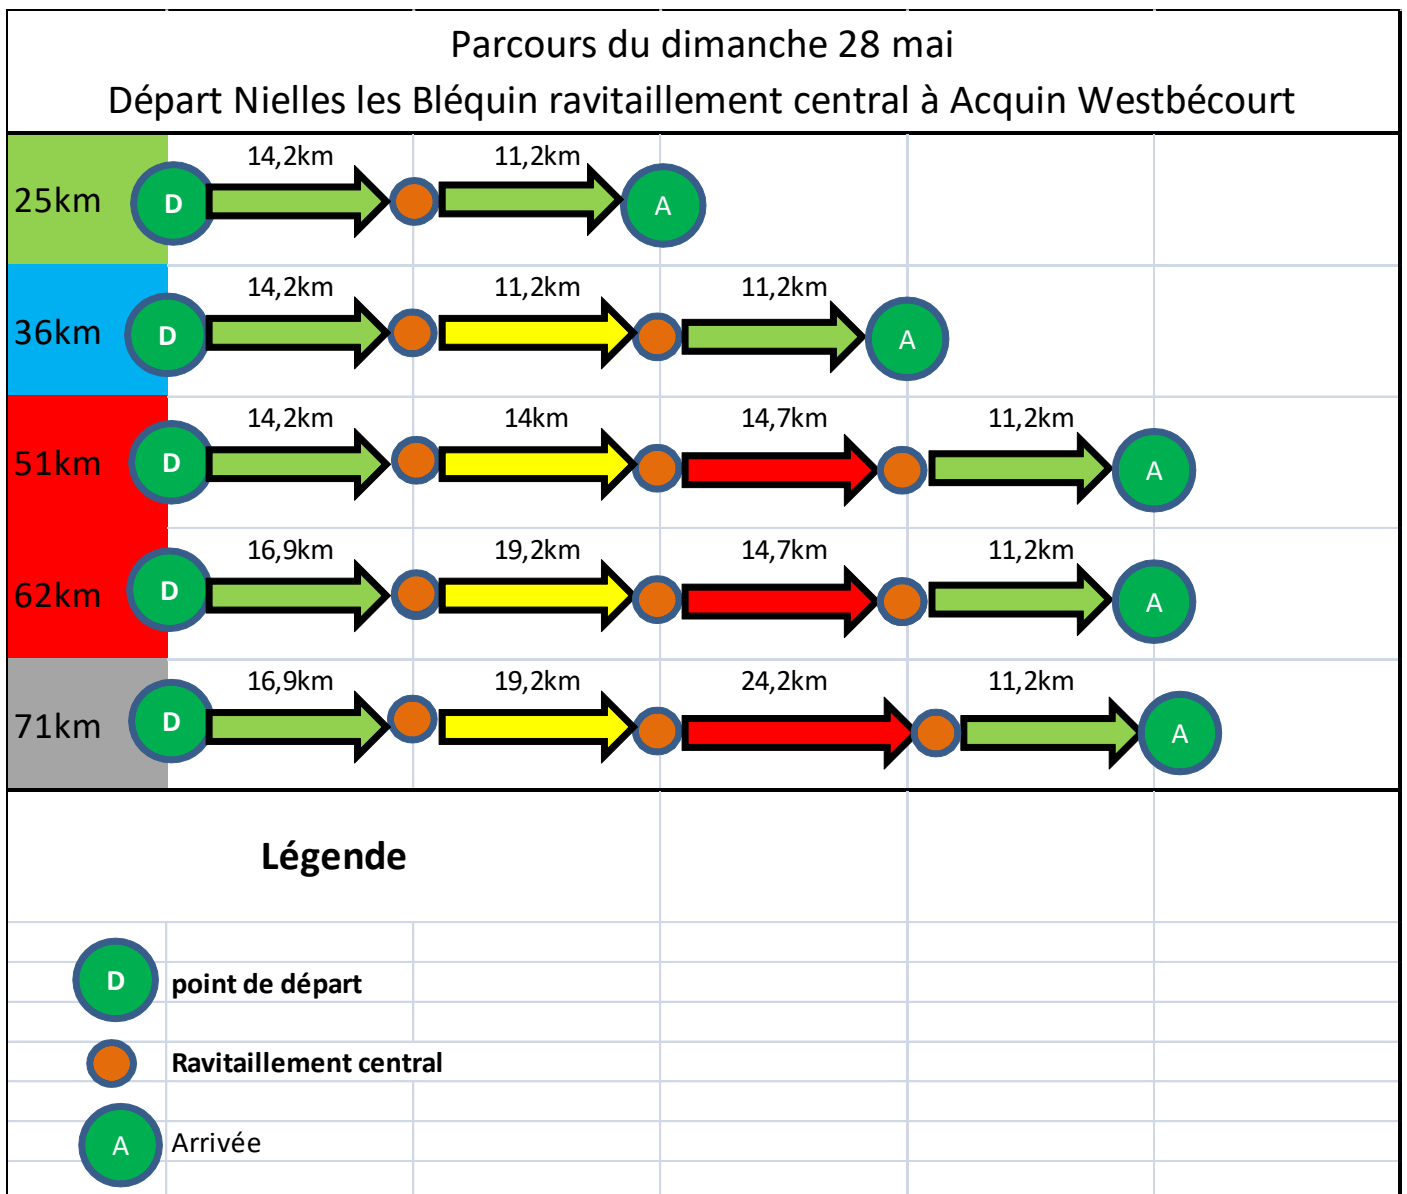 Parcours du dimanche 28 mai
Départ Nielles les Bléquin ravitaillement central à Acquin Westbécourt
14,2km 11,2km
25km D A
14,2km 11,2km 11,2km
36km D A
14,2km 14km 14,7km 11,2km
51km D A
16,9km 19,2km 14,7km 11,2km
62km D A
16,9km 19,2km 24,2km 11,2km
71km D A
Légende
D point de départ
Ravitaillement central
A Arrivée